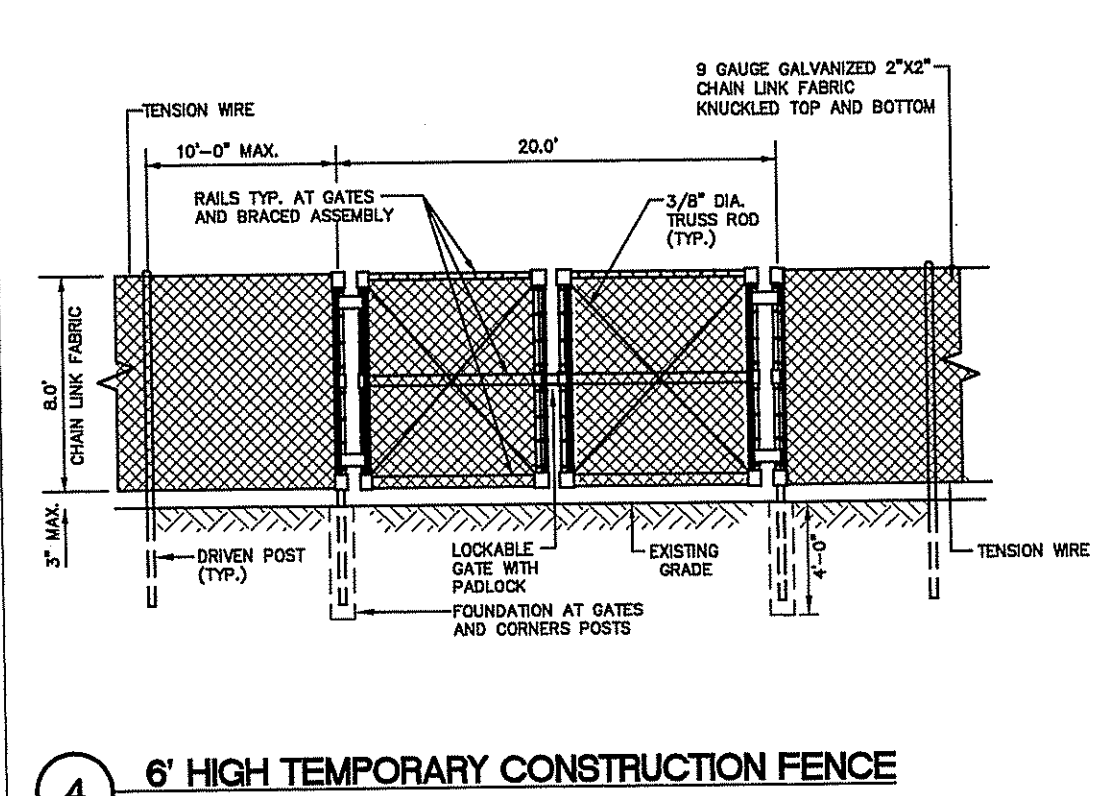 9 GAUGE GALVANIZED 2"X2"
CHAIN LINK FABRIC
KNUCKLED TOP AND BOTTOM
TENSION WIRE
10'-0" MAX.
20.0'
RAILS TYP. AT GATES
AND BRACED ASSEMBLY
3/8" DIA.
TRUSS ROD
(TYP.)
8.0'
CHAIN LINK FABRIC
3" MAX.
DRIVEN POST
(TYP.)
LOCKABLE
GATE WITH
PADLOCK
EXISTING
GRADE
4'-0"
TENSION WIRE
FOUNDATION AT GATES
AND CORNERS POSTS
4
6' HIGH TEMPORARY CONSTRUCTION FENCE